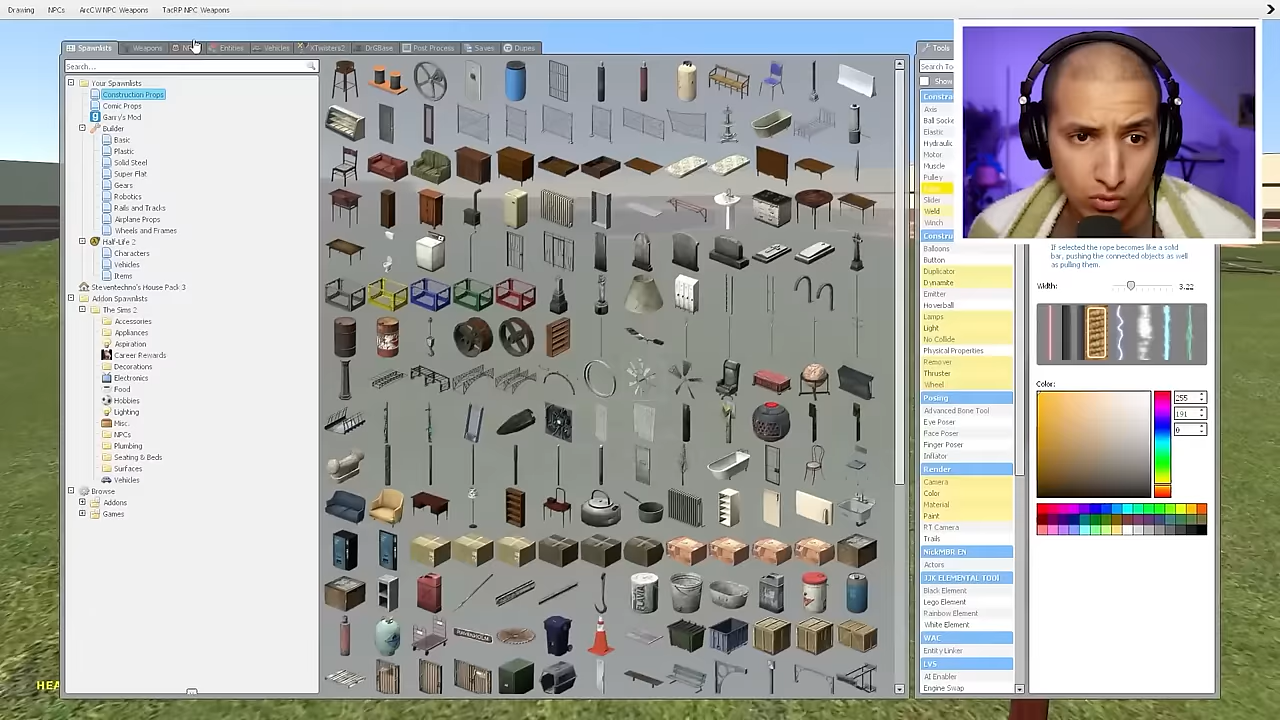 Drawing NPCs ArcCW NPC Weapons TacRP NPC Weapons
Spawnlists Weapons Entities Vehicles XTwisters2 DrGBase Post Process Saves Dupes
Search...
Your Spawnlists
Construction Props
Comic Props
Garry's Mod
Builder
Basic
Plastic
Solid Steel
Super Flat
Gears
Robotics
Rails and Tracks
Airplane Props
Wheels and Frames
Half-Life 2
Characters
Vehicles
Items
Steventechno's House Pack 3
Addon Spawnlists
The Sims 2
Accessories
Appliances
Aspiration
Career Rewards
Decorations
Electronics
Food
Hobbies
Lighting
Misc.
NPCs
Plumbing
Seating & Beds
Surfaces
Vehicles
Browse
Addons
Games
RAVENHOLM
HEA
Tools
Axis
Elastic
Motor
Muscle
Pulley
Slider
Weld
Winch
Balloons
Button
Duplicator
Dynamite
Emitter
Hoverball
Lamps
Light
No Collide
Physical Properties
Remover
Thruster
Wheel
Posing
Advanced Bone Tool
Eye Poser
Face Poser
Finger Poser
Inflator
Render
Camera
Color
Material
Paint
RT Camera
Trails
NickMBR EN
Actors
JJK ELEMENTAL TOOL
Black Element
Lego Element
Rainbow Element
White Element
WAC
Entity Linker
LVS
AI Enabler
Engine Swap
If selected the rope becomes like a solid
bar, pushing the connected objects as well
as pulling them.
Width: 3.22
Color:
255
191
0